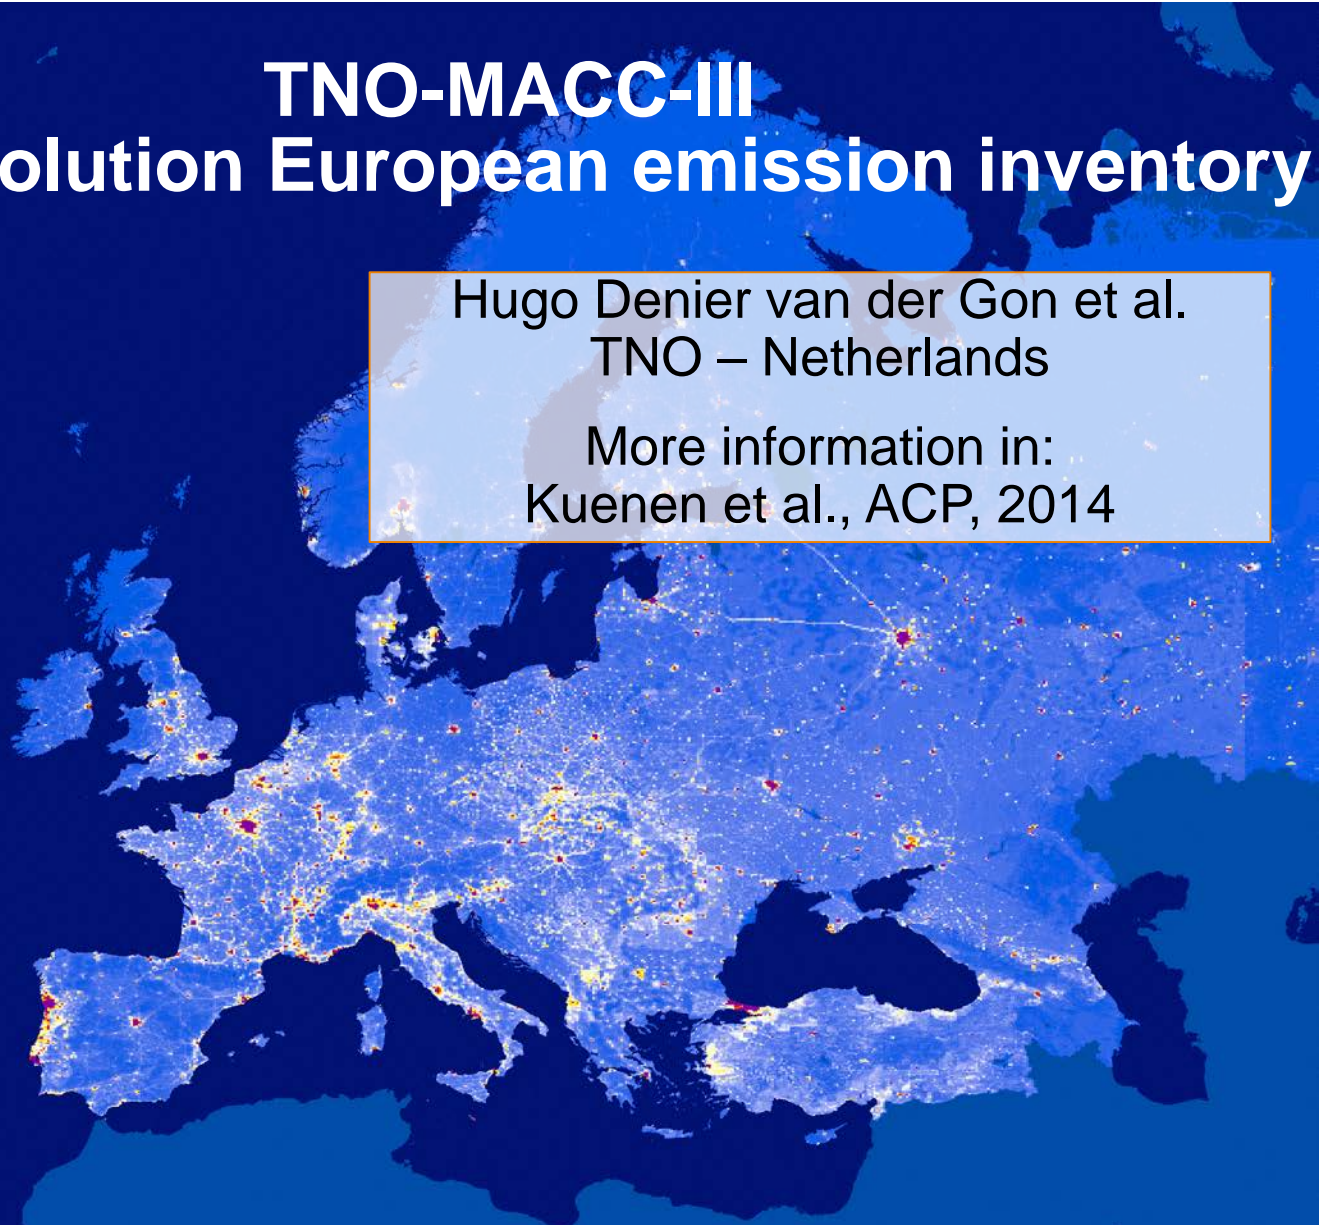 TNO-MACC-III
olution European emission inventory
Hugo Denier van der Gon et al.
TNO – Netherlands
More information in:
Kuenen et al., ACP, 2014